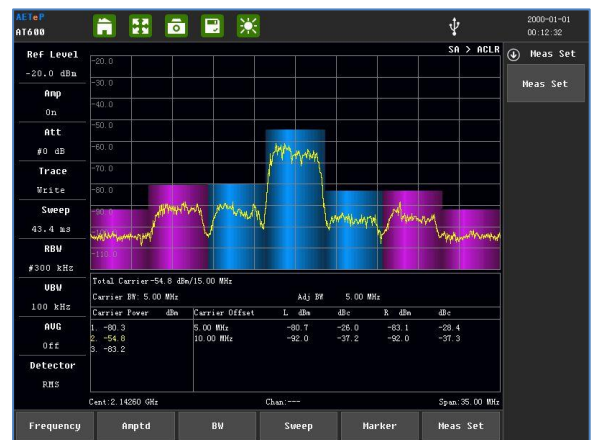 AETeP
AT600
2000-01-01
00:12:32
SA > ACLR
Meas Set
Meas Set
Ref Level
-20.0 dBm
Amp
On
Att
#0 dB
Trace
Write
Sweep
43.4 ms
RBW
#300 kHz
VBW
100 kHz
AVG
Off
Detector
RMS
-20.0
-30.0
-40.0
-50.0
-60.0
-70.0
-80.0
-90.0
-110.0
Total Carrier-54.8 dBm/15.00 MHz
Carrier BW: 5.00 MHz Adj BW 5.00 MHz
Carrier Power dBm Carrier Offset L dBm dBc R dBm dBc
1. -80.3 5.00 MHz -80.7 -26.0 -83.1 -28.4
2. -54.8 10.00 MHz -92.0 -37.2 -92.0 -37.3
3. -83.2
Cent:2.14260 GHz Chan:--- Span:35.00 MHz
Frequency Amptd BW Sweep Marker Meas Set